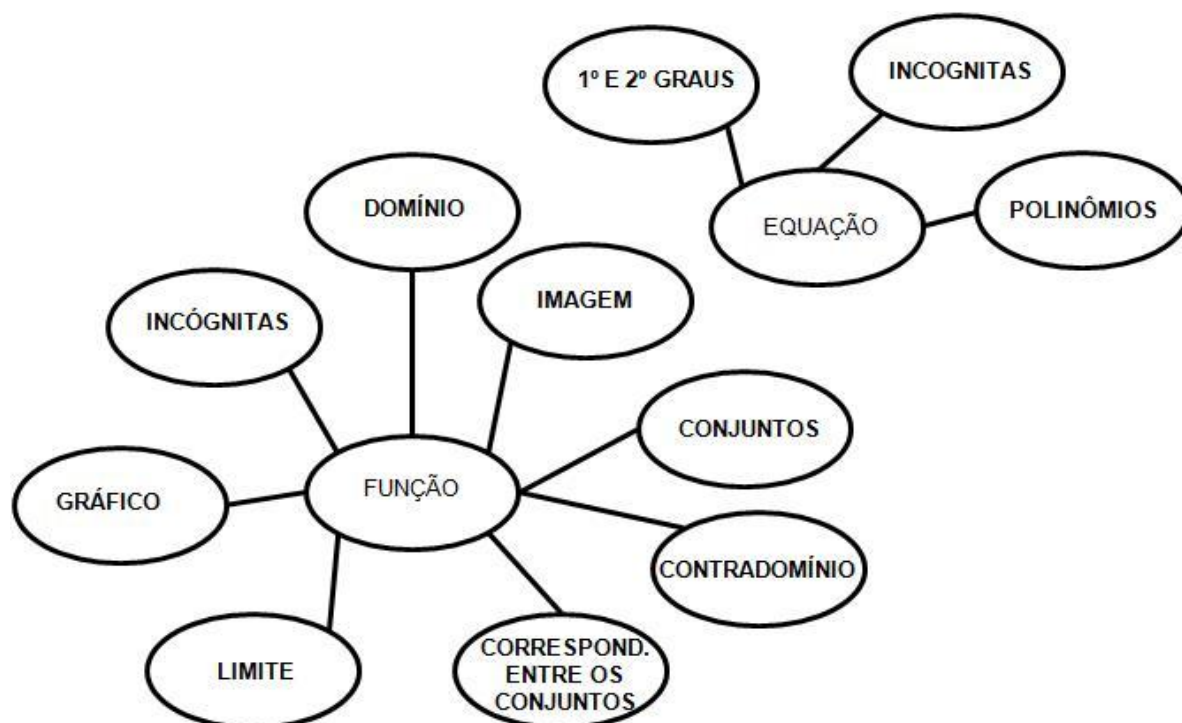 1º E 2º GRAUS
INCOGNITAS
DOMÍNIO
POLINÔMIOS
EQUAÇÃO
IMAGEM
INCÓGNITAS
CONJUNTOS
FUNÇÃO
GRÁFICO
CONTRADOMÍNIO
LIMITE
CORRESPOND.
ENTRE OS
CONJUNTOS